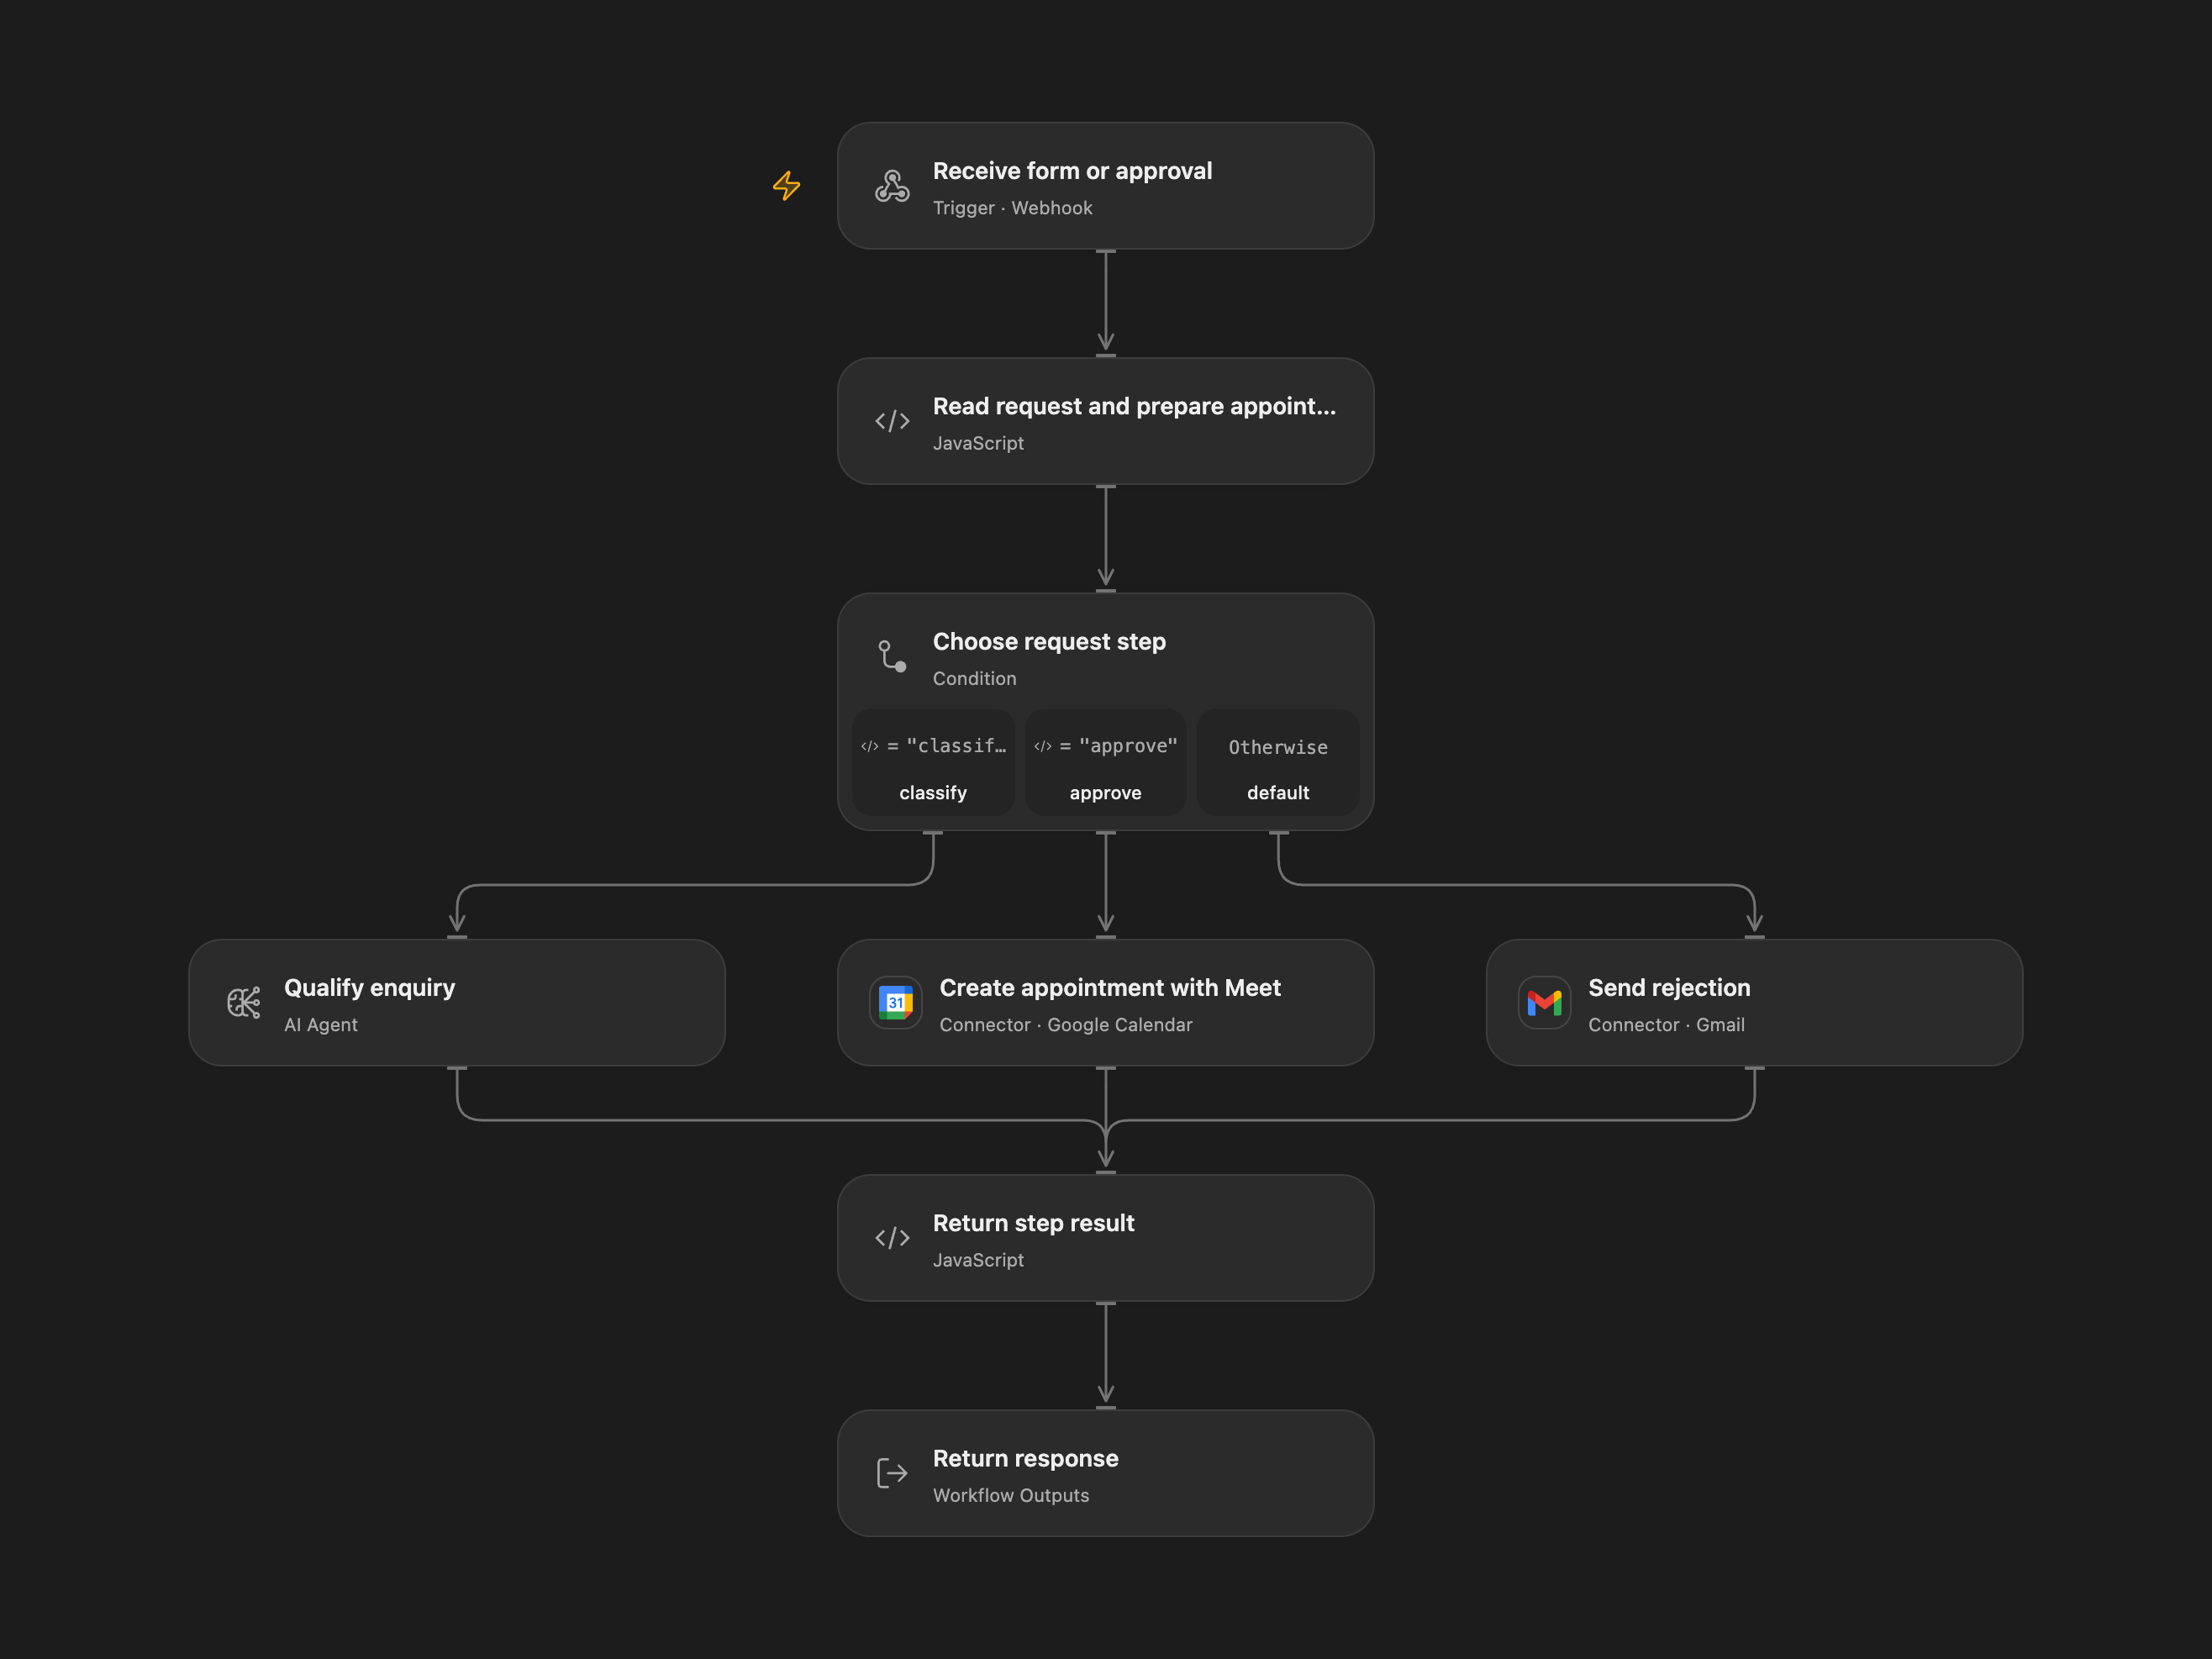 Receive form or approval
Trigger · Webhook
Read request and prepare appoint...
JavaScript
Choose request step
Condition
</> = "classif…
classify
</> = "approve"
approve
Otherwise
default
Qualify enquiry
AI Agent
31
Create appointment with Meet
Connector · Google Calendar
Send rejection
Connector · Gmail
Return step result
JavaScript
Return response
Workflow Outputs